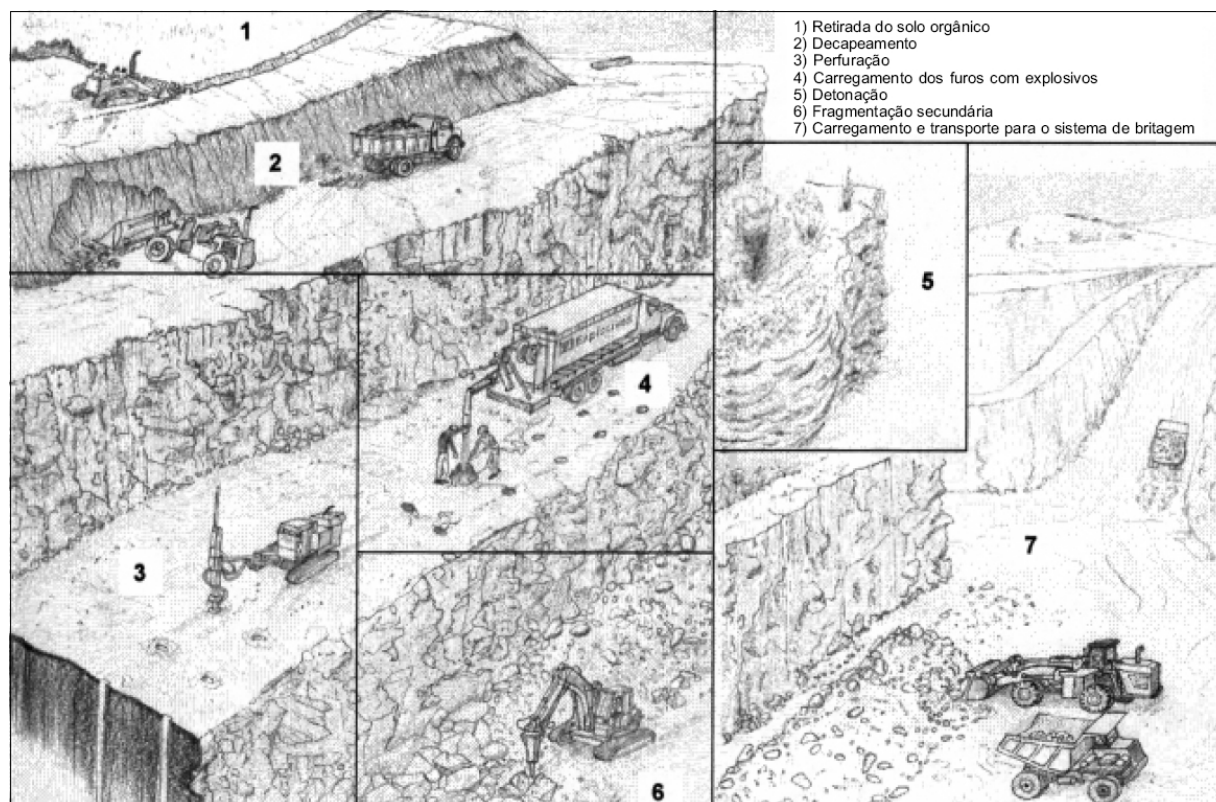 1) Retirada do solo orgânico
2) Decapeamento
3) Perfuração
4) Carregamento dos furos com explosivos
5) Detonação
6) Fragmentação secundária
7) Carregamento e transporte para o sistema de britagem
1
2
3
4
5
6
7